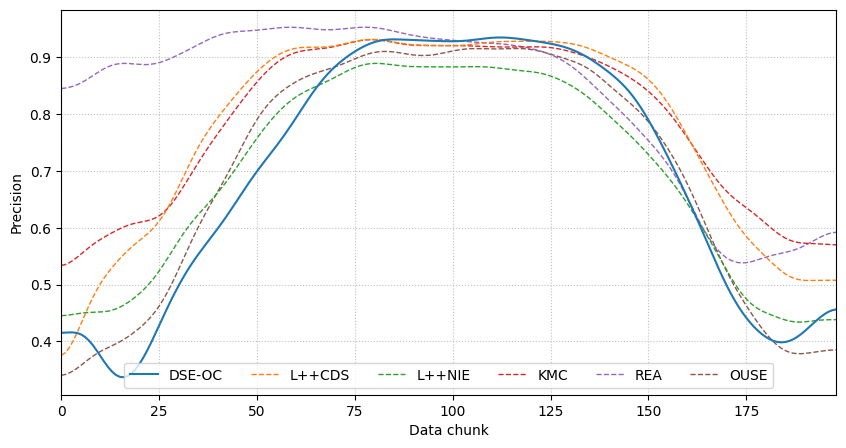 Precision
0.9
0.8
0.7
0.6
0.5
0.4
DSE-OC L++CDS L++NIE KMC REA OUSE
0 25 50 75 100 125 150 175
Data chunk